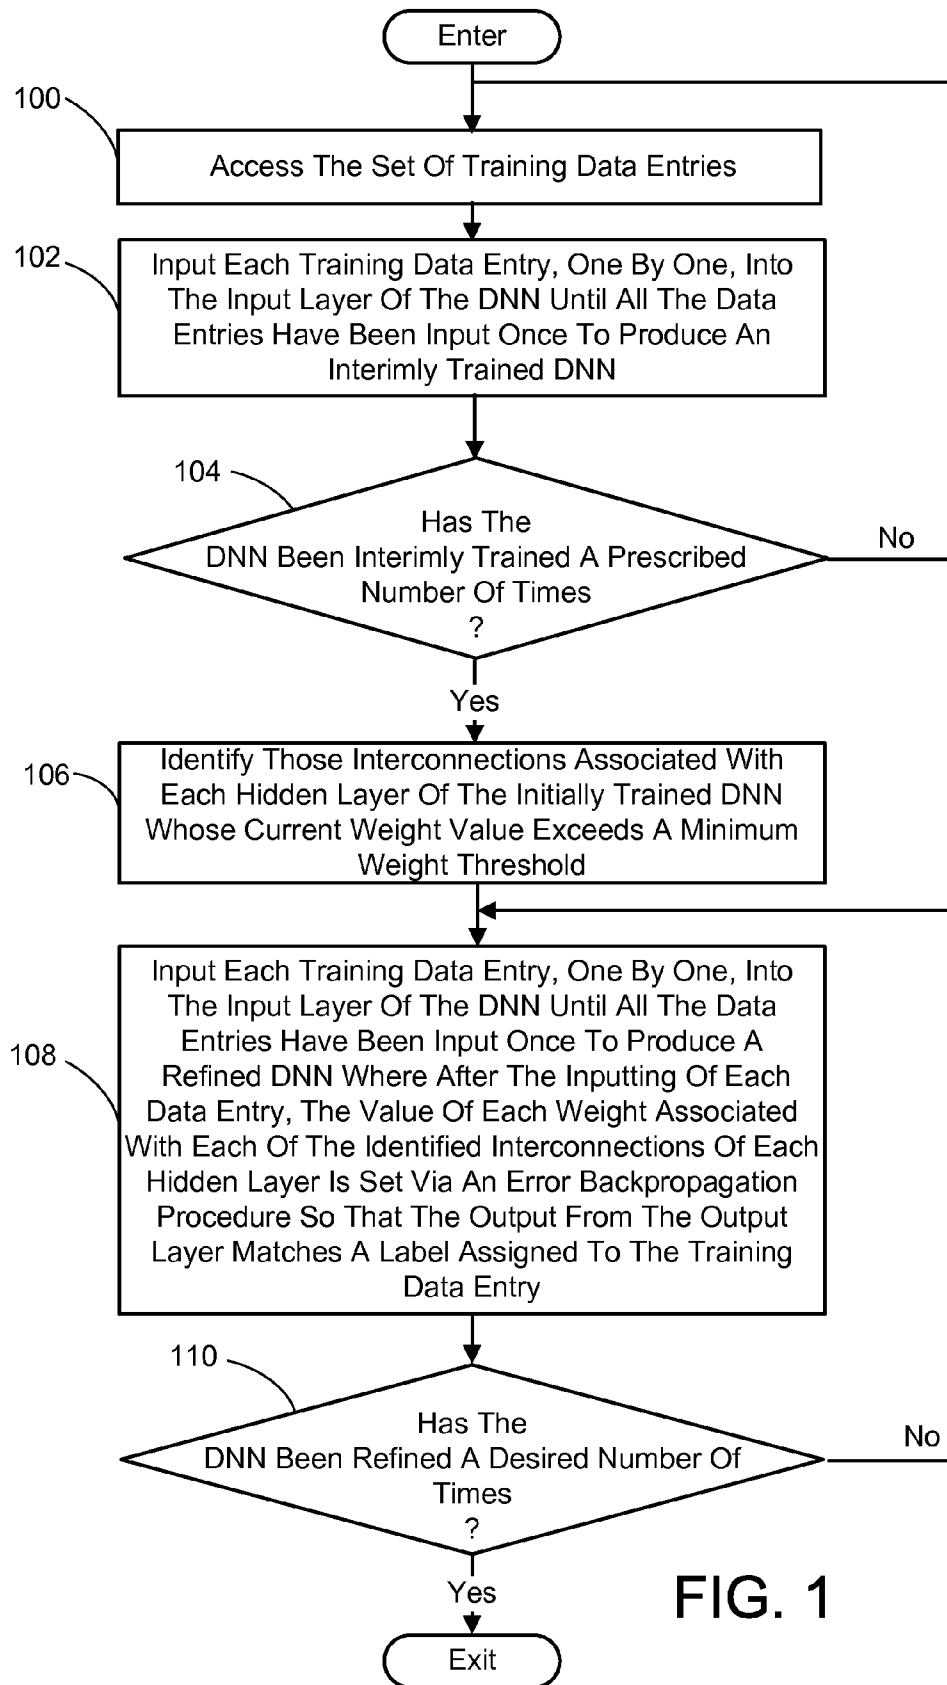 Enter
100
Access The Set Of Training Data Entries
102
Input Each Training Data Entry, One By One, Into
The Input Layer Of The DNN Until All The Data
Entries Have Been Input Once To Produce An
Interimly Trained DNN
104
Has The
DNN Been Interimly Trained A Prescribed
Number Of Times
?
No
Yes
106
Identify Those Interconnections Associated With
Each Hidden Layer Of The Initially Trained DNN
Whose Current Weight Value Exceeds A Minimum
Weight Threshold
108
Input Each Training Data Entry, One By One, Into
The Input Layer Of The DNN Until All The Data
Entries Have Been Input Once To Produce A
Refined DNN Where After The Inputting Of Each
Data Entry, The Value Of Each Weight Associated
With Each Of The Identified Interconnections Of Each
Hidden Layer Is Set Via An Error Backpropagation
Procedure So That The Output From The Output
Layer Matches A Label Assigned To The Training
Data Entry
110
Has The
DNN Been Refined A Desired Number Of
Times
?
No
Yes
FIG. 1
Exit